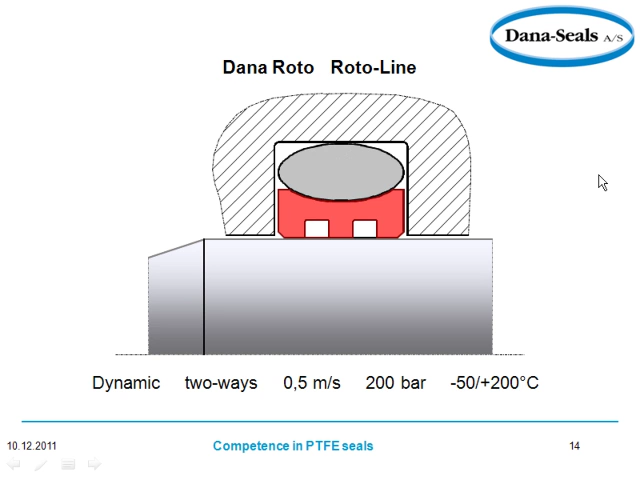 Dana-Seals A/S
Dana Roto Roto-Line
Dynamic two-ways 0,5 m/s 200 bar -50/+200°C
10.12.2011 Competence in PTFE seals 14